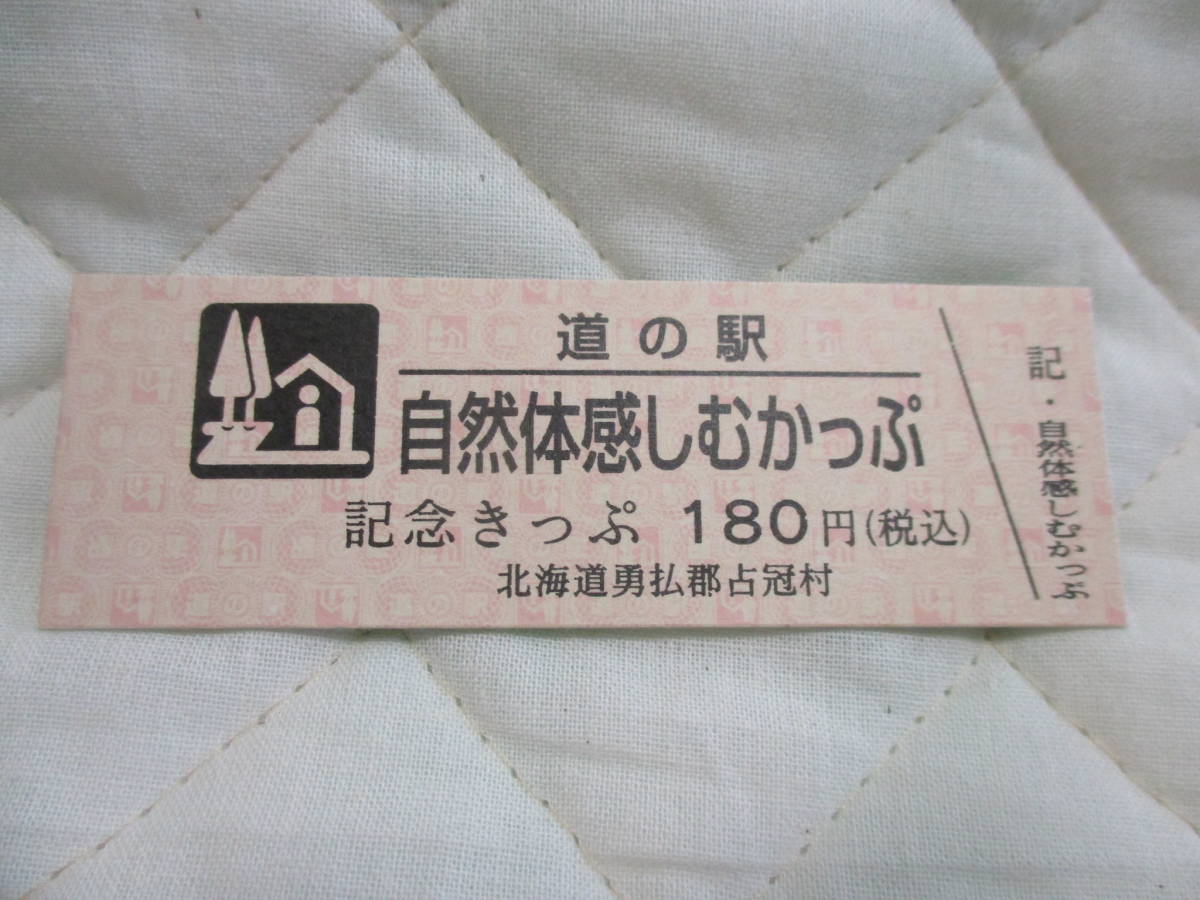 道の駅
自然体感しむかっぷ
記念きっぷ 180円(税込)
北海道勇払郡占冠村
記・自然体感しむかっぷ